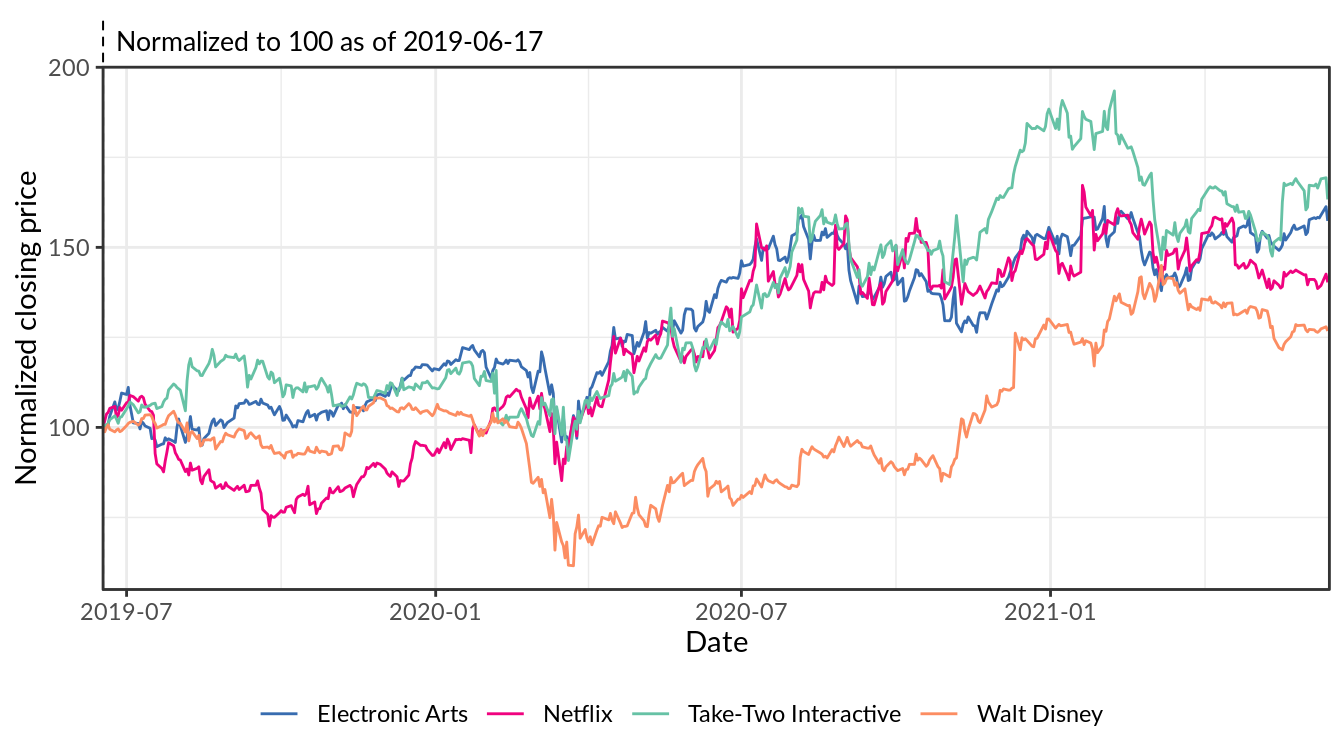 Normalized to 100 as of 2019-06-17
200
150
100
Normalized closing price
2019-07 2020-01 2020-07 2021-01
Date
Electronic Arts Netflix Take-Two Interactive Walt Disney